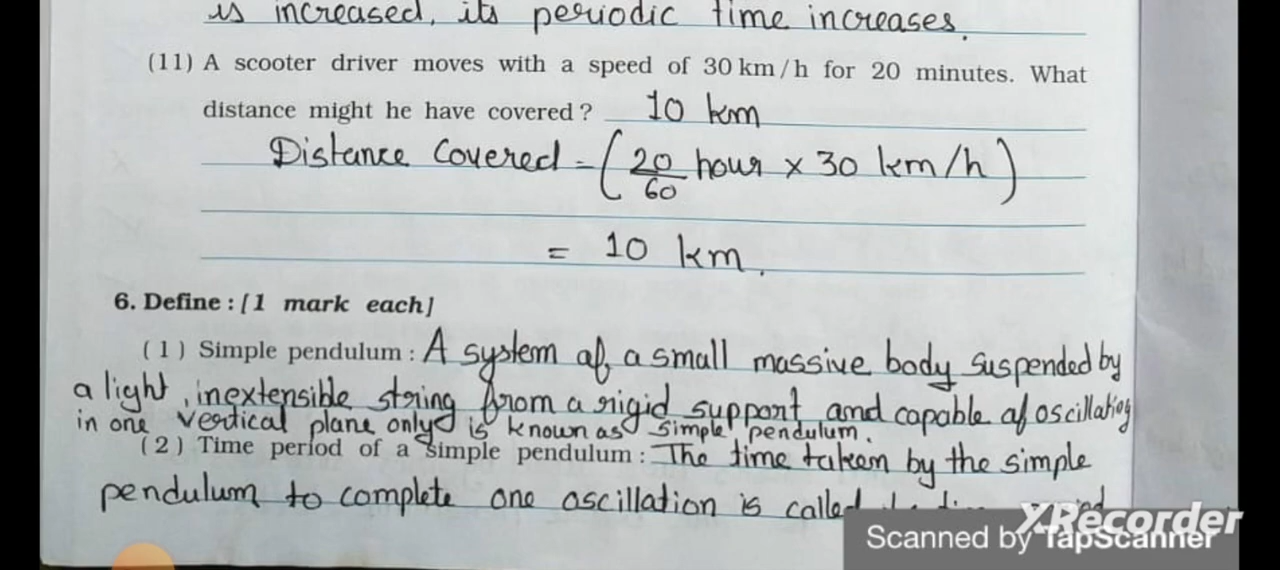 is increased, its periodic time increases.
(11) A scooter driver moves with a speed of 30 km/h for 20 minutes. What
distance might he have covered? 10 km
Distance Covered = (20/60 hour × 30 km/h)
= 10 km.
6. Define : [1 mark each]
(1) Simple pendulum : A system of a small massive body suspended by
a light, inextensible string from a rigid support and capable of oscillating
in one vertical plane only is known as simple pendulum.
(2) Time period of a simple pendulum : The time taken by the simple
pendulum to complete one oscillation is called
XRecorder
Scanned by TapScanner